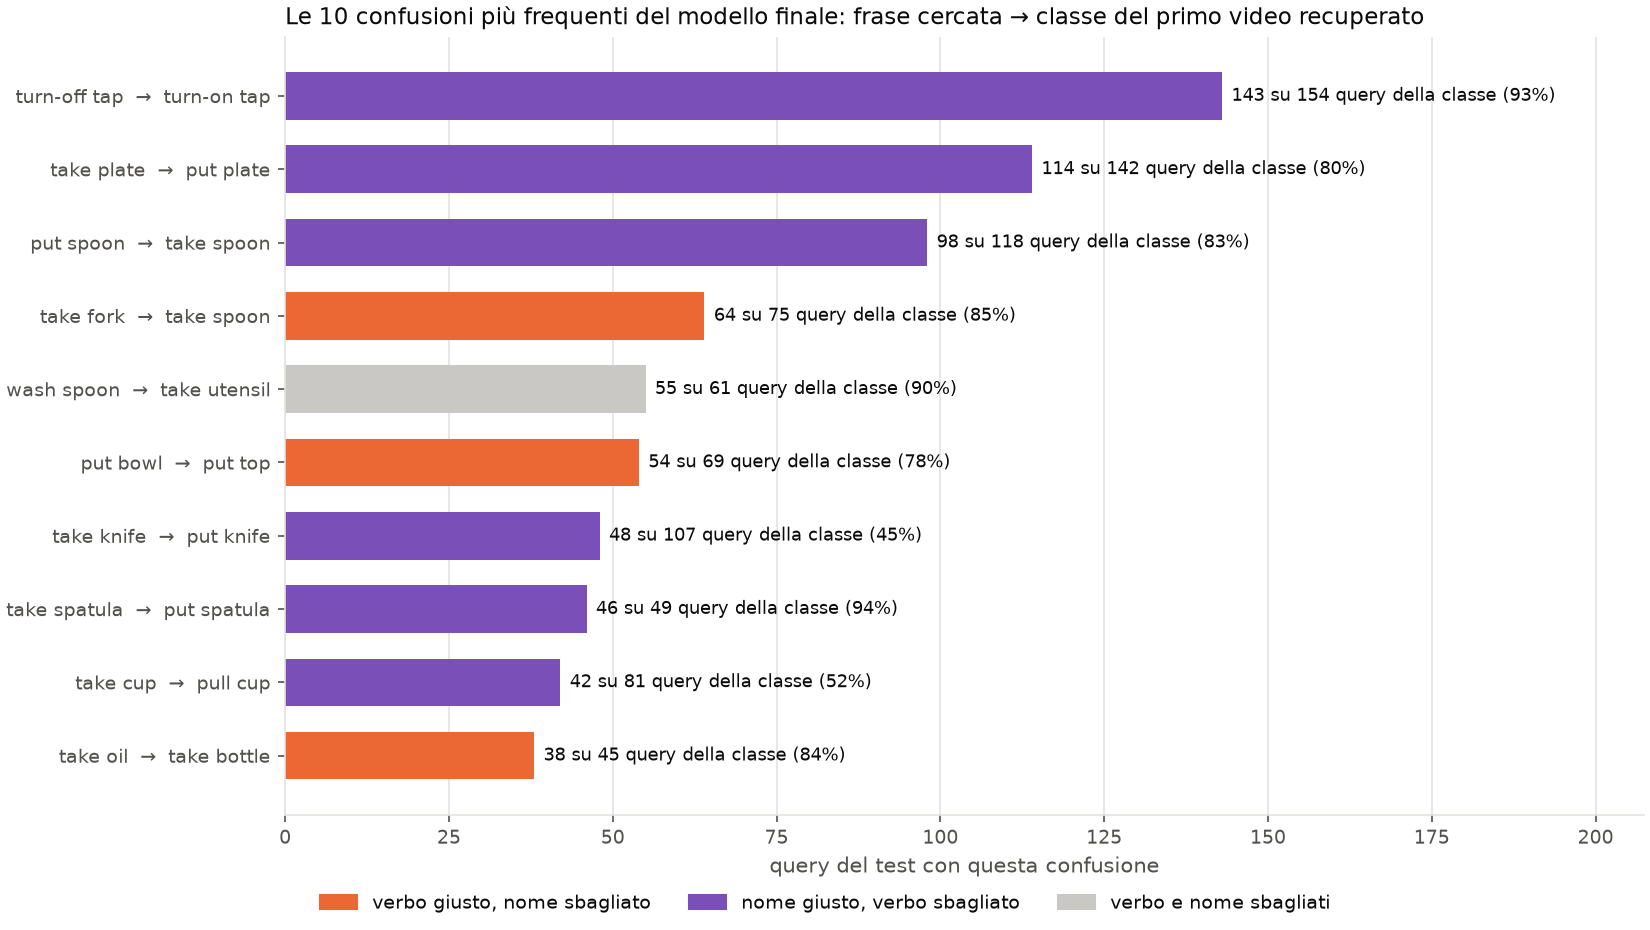 Le 10 confusioni più frequenti del modello finale: frase cercata → classe del primo video recuperato
turn-off tap → turn-on tap
143 su 154 query della classe (93%)
take plate → put plate
114 su 142 query della classe (80%)
put spoon → take spoon
98 su 118 query della classe (83%)
take fork → take spoon
64 su 75 query della classe (85%)
wash spoon → take utensil
55 su 61 query della classe (90%)
put bowl → put top
54 su 69 query della classe (78%)
take knife → put knife
48 su 107 query della classe (45%)
take spatula → put spatula
46 su 49 query della classe (94%)
take cup → pull cup
42 su 81 query della classe (52%)
take oil → take bottle
38 su 45 query della classe (84%)
0 25 50 75 100 125 150 175 200
query del test con questa confusione
verbo giusto, nome sbagliato nome giusto, verbo sbagliato verbo e nome sbagliati